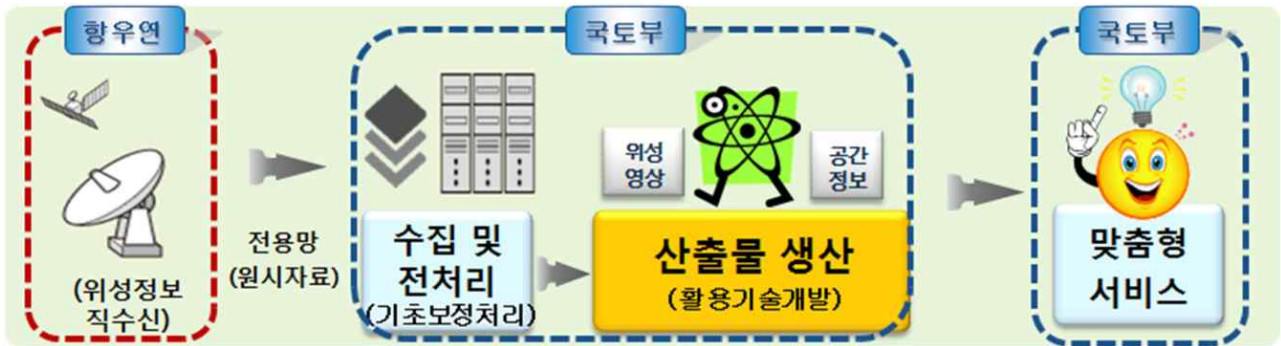 항우연
국토부
국토부
위성
영상
공간
정보
전용망
(원시자료)
(위성정보
직수신)
수집 및
전처리
(기초보정처리)
산출물 생산
(활용기술개발)
맞춤형
서비스